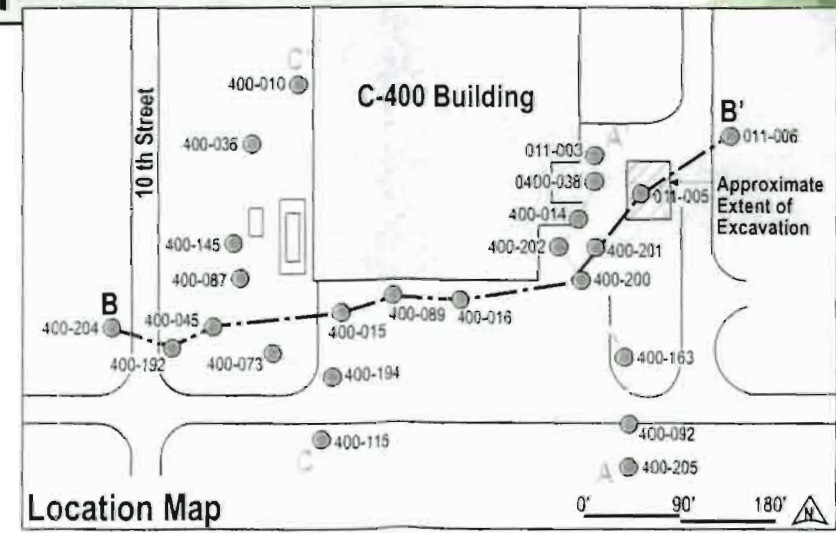 400-010
C'
C-400 Building
B'
10 th Street
400-036
011-003
A'
011-006
0400-038
011-005
Approximate
Extent of
Excavation
400-014
400-145
400-202
400-201
400-087
400-200
B
400-204
400-045
400-015
400-089
400-016
400-192
400-073
400-194
400-163
400-115
C
400-092
A
400-205
Location Map
0'
90'
180'
N